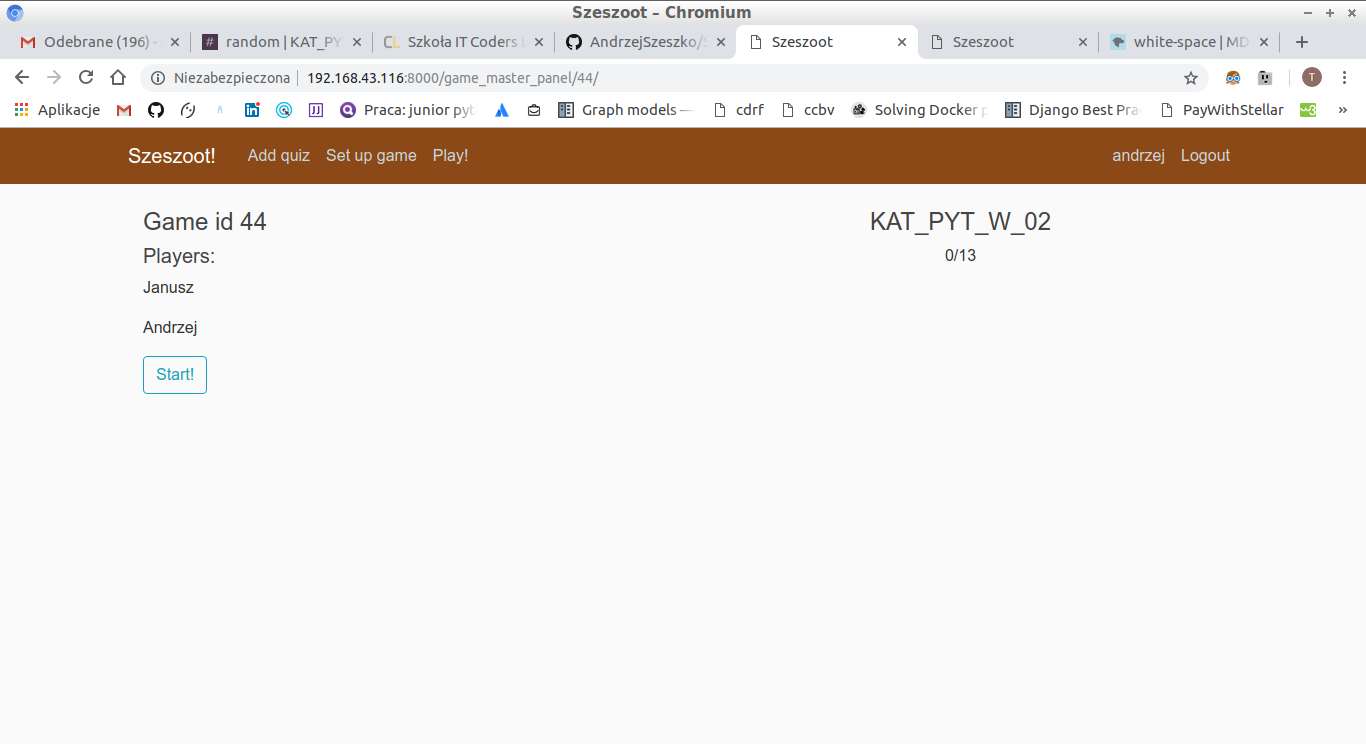 Szeszoot – Chromium
Odebrane (196) -
random | KAT_PY
Szkoła IT Coders
AndrzejSzeszko/
Szeszoot
Szeszoot
white-space | MD
Niezabezpieczona 192.168.43.116:8000/game_master_panel/44/
T
Aplikacje
Praca: junior pyt
Graph models —
cdrf
ccbv
Solving Docker p
Django Best Pra
PayWithStellar
»
Szeszoot! Add quiz Set up game Play! andrzej Logout
Game id 44
Players:
Janusz
Andrzej
Start!
KAT_PYT_W_02
0/13